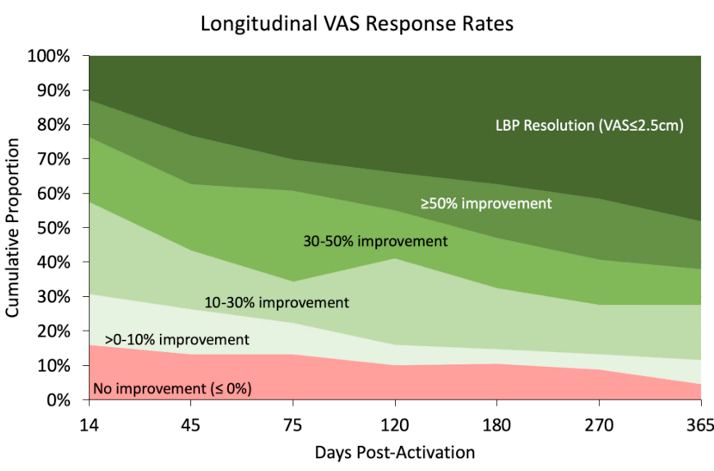 Longitudinal VAS Response Rates
100%
90%
80%
70%
60%
50%
40%
30%
20%
10%
0%
Cumulative Proportion
LBP Resolution (VAS≤2.5cm)
≥50% improvement
30-50% improvement
10-30% improvement
>0-10% improvement
No improvement (≤ 0%)
14 45 75 120 180 270 365
Days Post-Activation